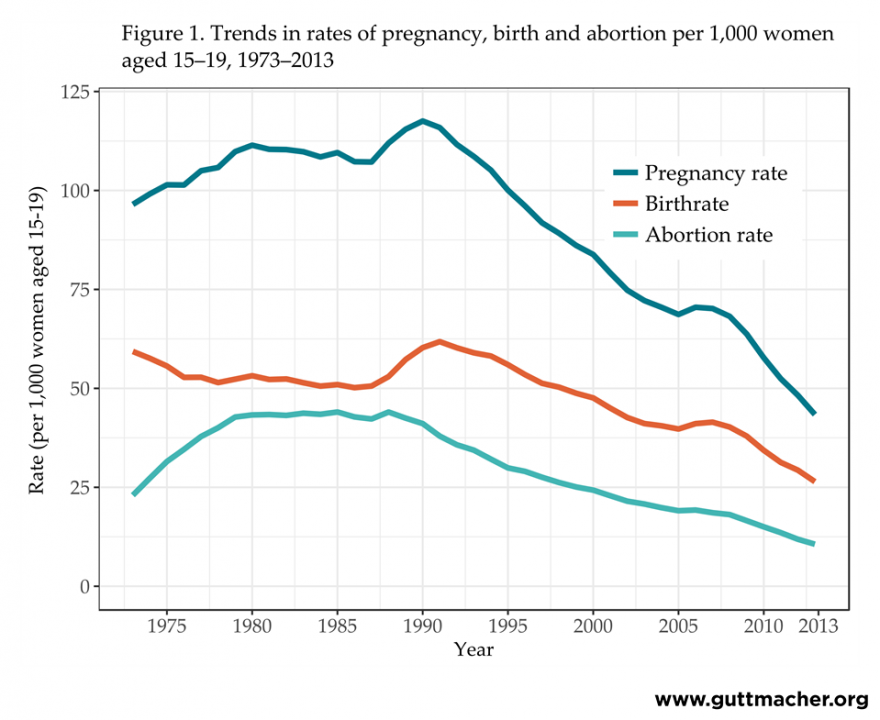 Figure 1. Trends in rates of pregnancy, birth and abortion per 1,000 women
aged 15–19, 1973–2013
125
100
75
50
25
0
Rate (per 1,000 women aged 15-19)
Pregnancy rate
Birthrate
Abortion rate
1975 1980 1985 1990 1995 2000 2005 2010 2013
Year
www.guttmacher.org